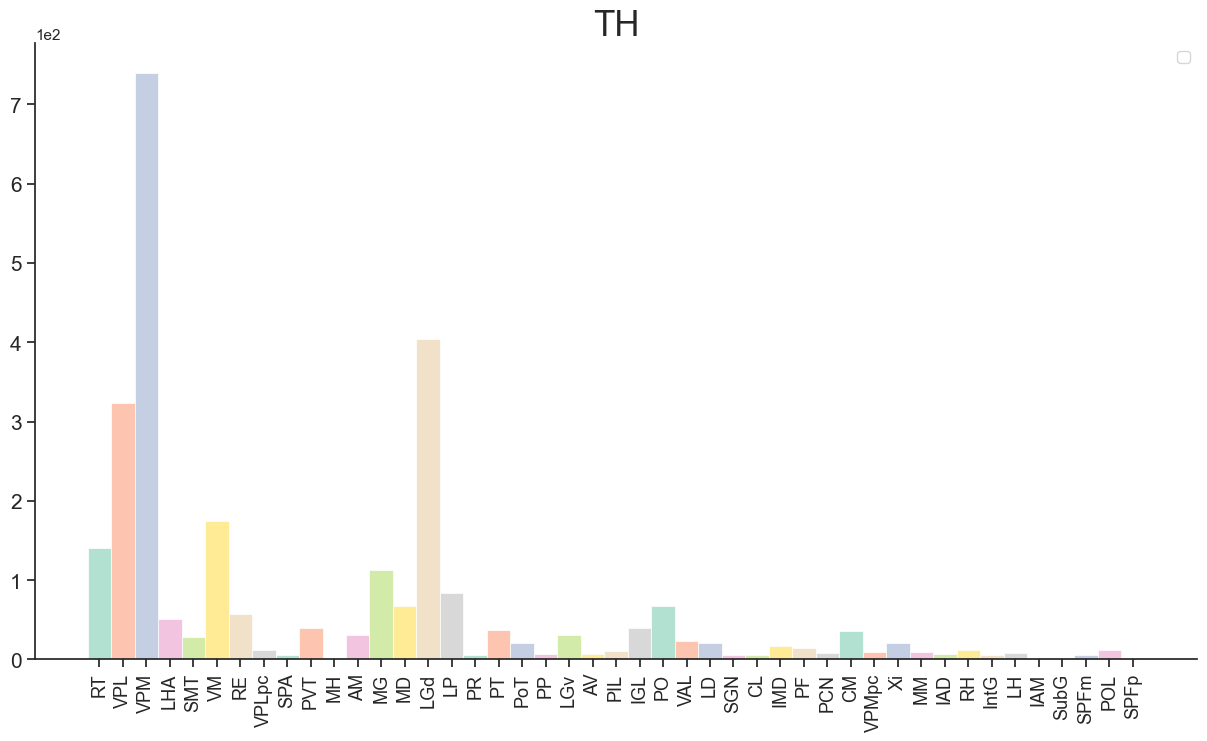 TH
1e2
7
6
5
4
3
2
1
0
RT VPL VPM LHA SMT VM RE VPLpc SPA PVT MH AM MG MD LGd LP PR PT PoT PP LGv AV PIL IGL PO VAL LD SGN CL IMD PF PCN CM VPMpc Xi MM IAD RH IntG LH IAM SubG SPFm POL SPFp